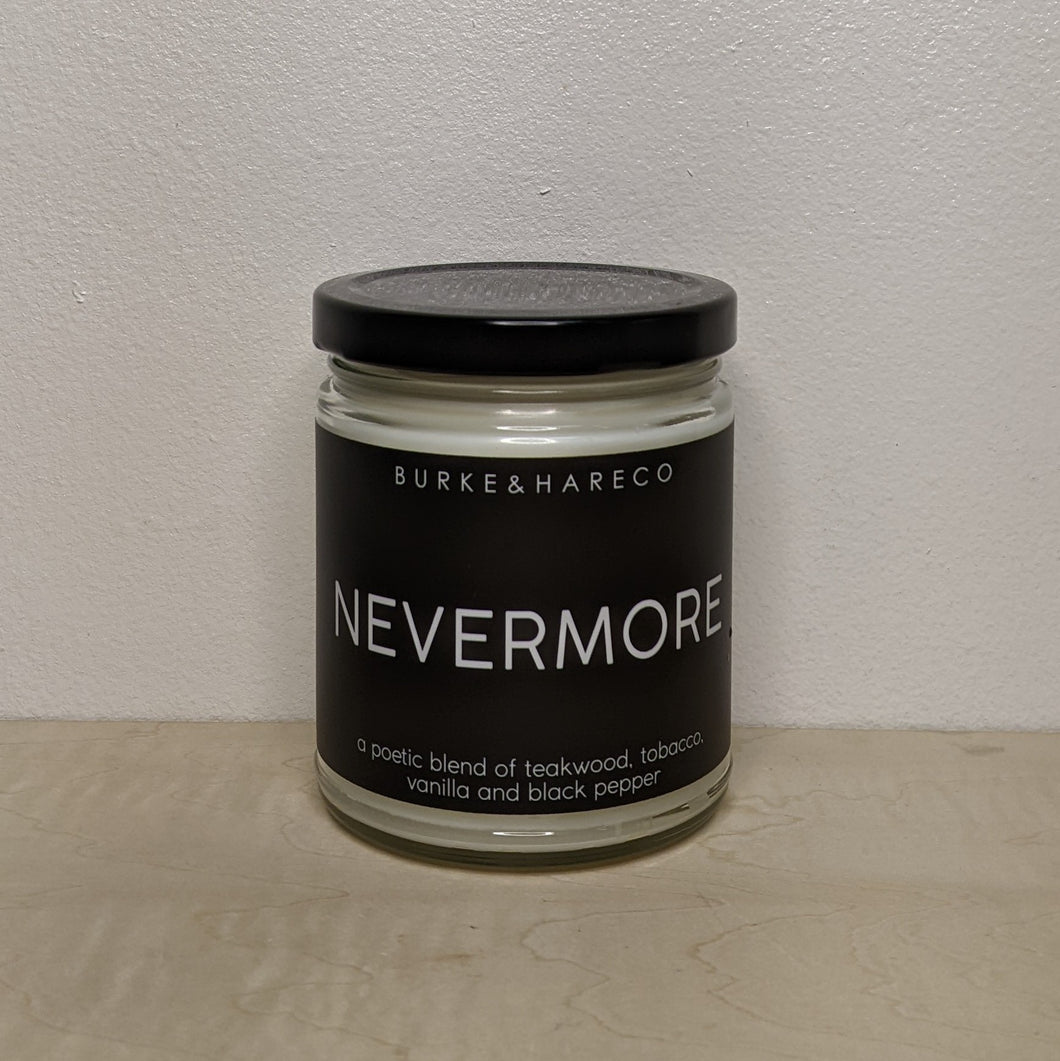 BURKE&HARECO
NEVERMORE
a poetic blend of teakwood, tobacco,
vanilla and black pepper